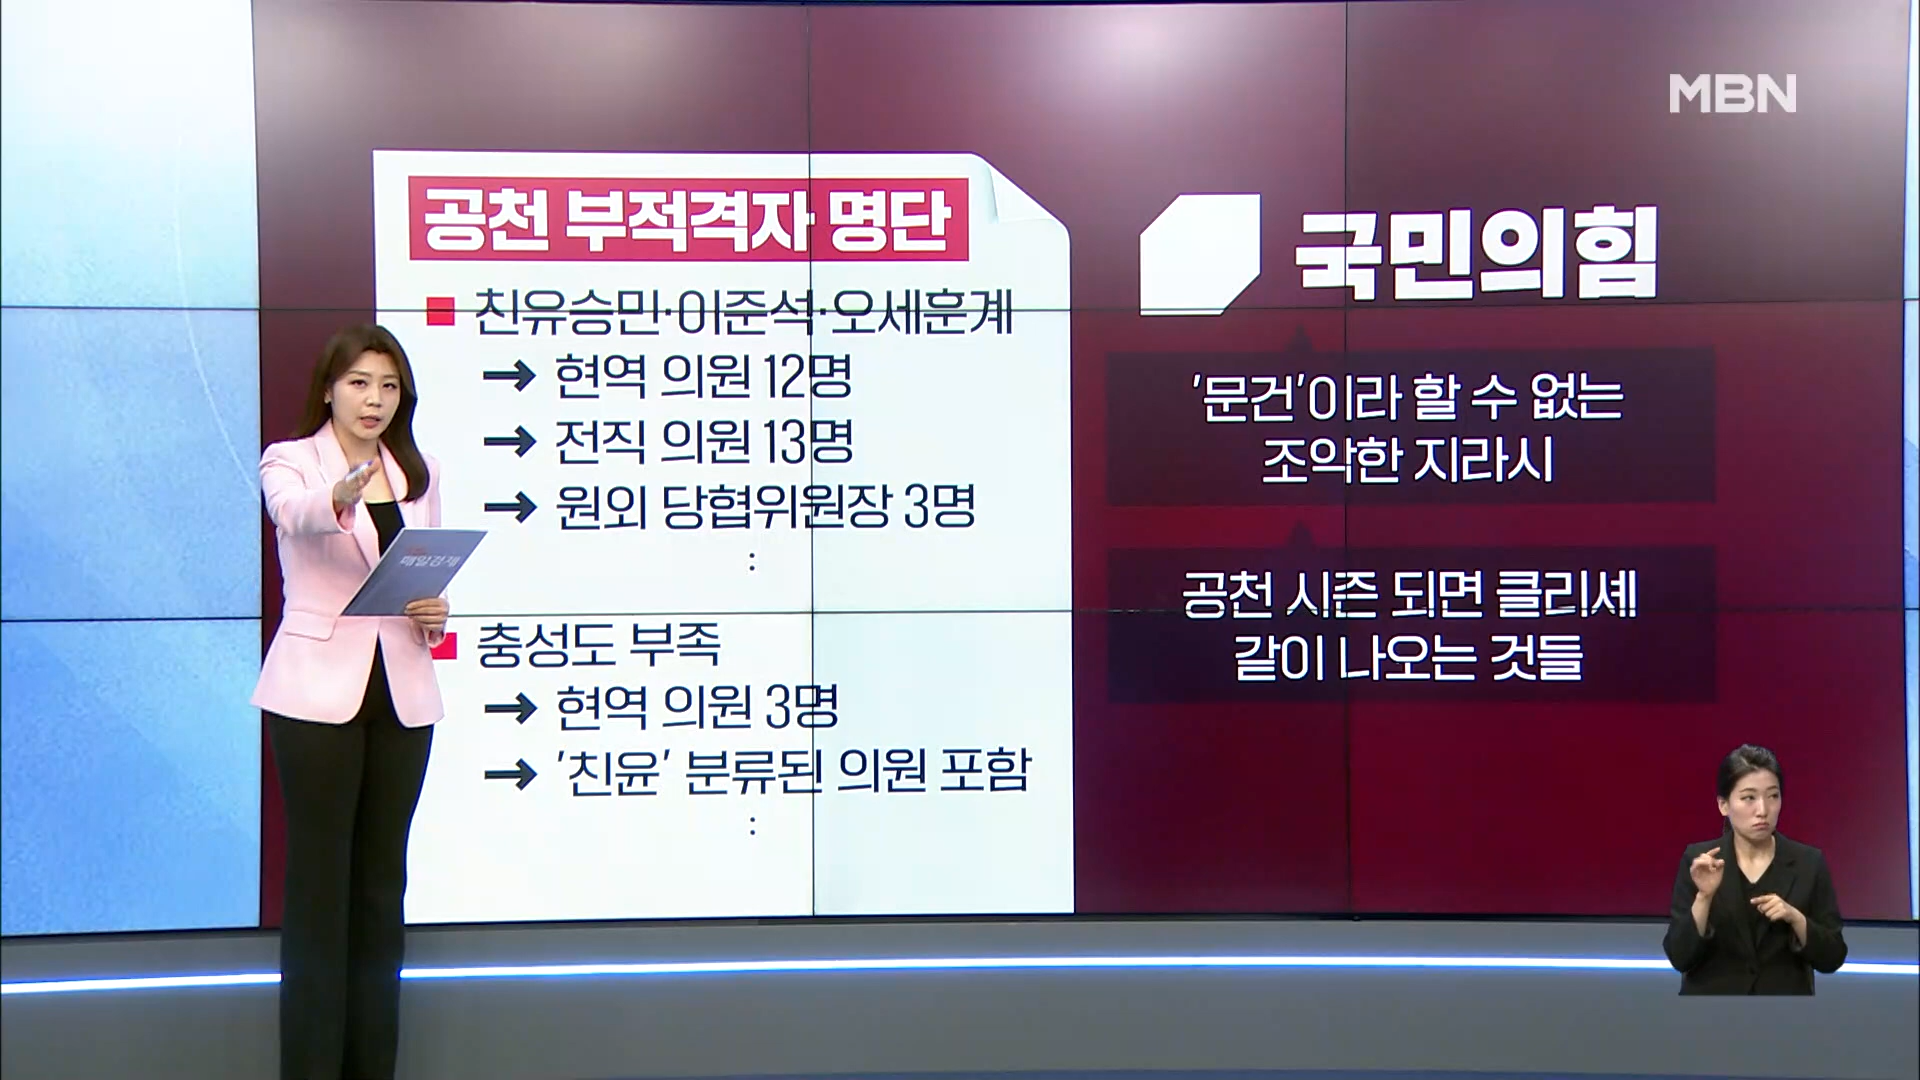 MBN
공천 부적격자 명단
친유승민·이준석·오세훈계
→ 현역 의원 12명
→ 전직 의원 13명
→ 원외 당협위원장 3명
:
충성도 부족
→ 현역 의원 3명
→ '친윤' 분류된 의원 포함
:
국민의힘
'문건'이라 할 수 없는
조악한 지라시
공천 시즌 되면 클리셰
같이 나오는 것들
매일경제